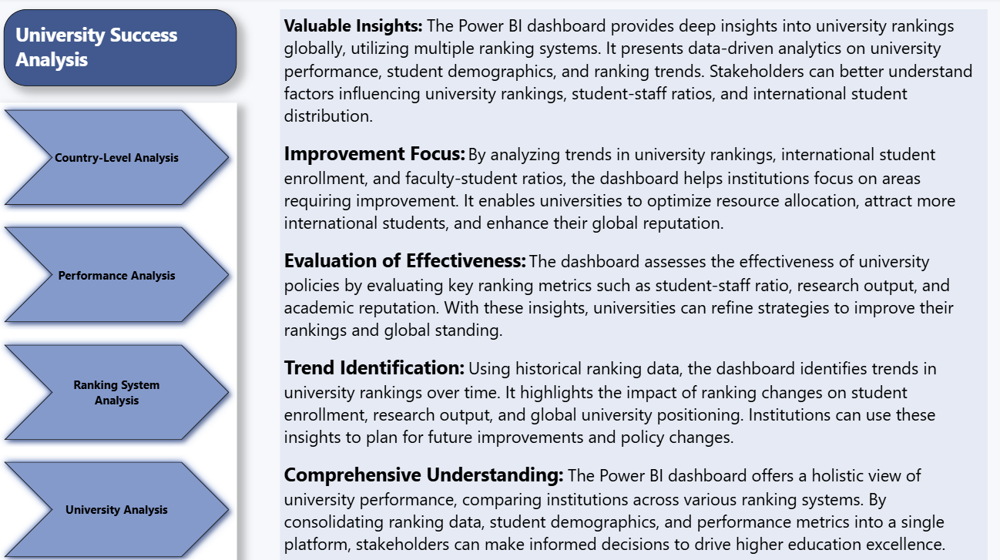 University Success
Analysis
Country-Level Analysis
Performance Analysis
Ranking System
Analysis
University Analysis
Valuable Insights: The Power BI dashboard provides deep insights into university rankings
globally, utilizing multiple ranking systems. It presents data-driven analytics on university
performance, student demographics, and ranking trends. Stakeholders can better understand
factors influencing university rankings, student-staff ratios, and international student
distribution.
Improvement Focus: By analyzing trends in university rankings, international student
enrollment, and faculty-student ratios, the dashboard helps institutions focus on areas
requiring improvement. It enables universities to optimize resource allocation, attract more
international students, and enhance their global reputation.
Evaluation of Effectiveness: The dashboard assesses the effectiveness of university
policies by evaluating key ranking metrics such as student-staff ratio, research output, and
academic reputation. With these insights, universities can refine strategies to improve their
rankings and global standing.
Trend Identification: Using historical ranking data, the dashboard identifies trends in
university rankings over time. It highlights the impact of ranking changes on student
enrollment, research output, and global university positioning. Institutions can use these
insights to plan for future improvements and policy changes.
Comprehensive Understanding: The Power BI dashboard offers a holistic view of
university performance, comparing institutions across various ranking systems. By
consolidating ranking data, student demographics, and performance metrics into a single
platform, stakeholders can make informed decisions to drive higher education excellence.